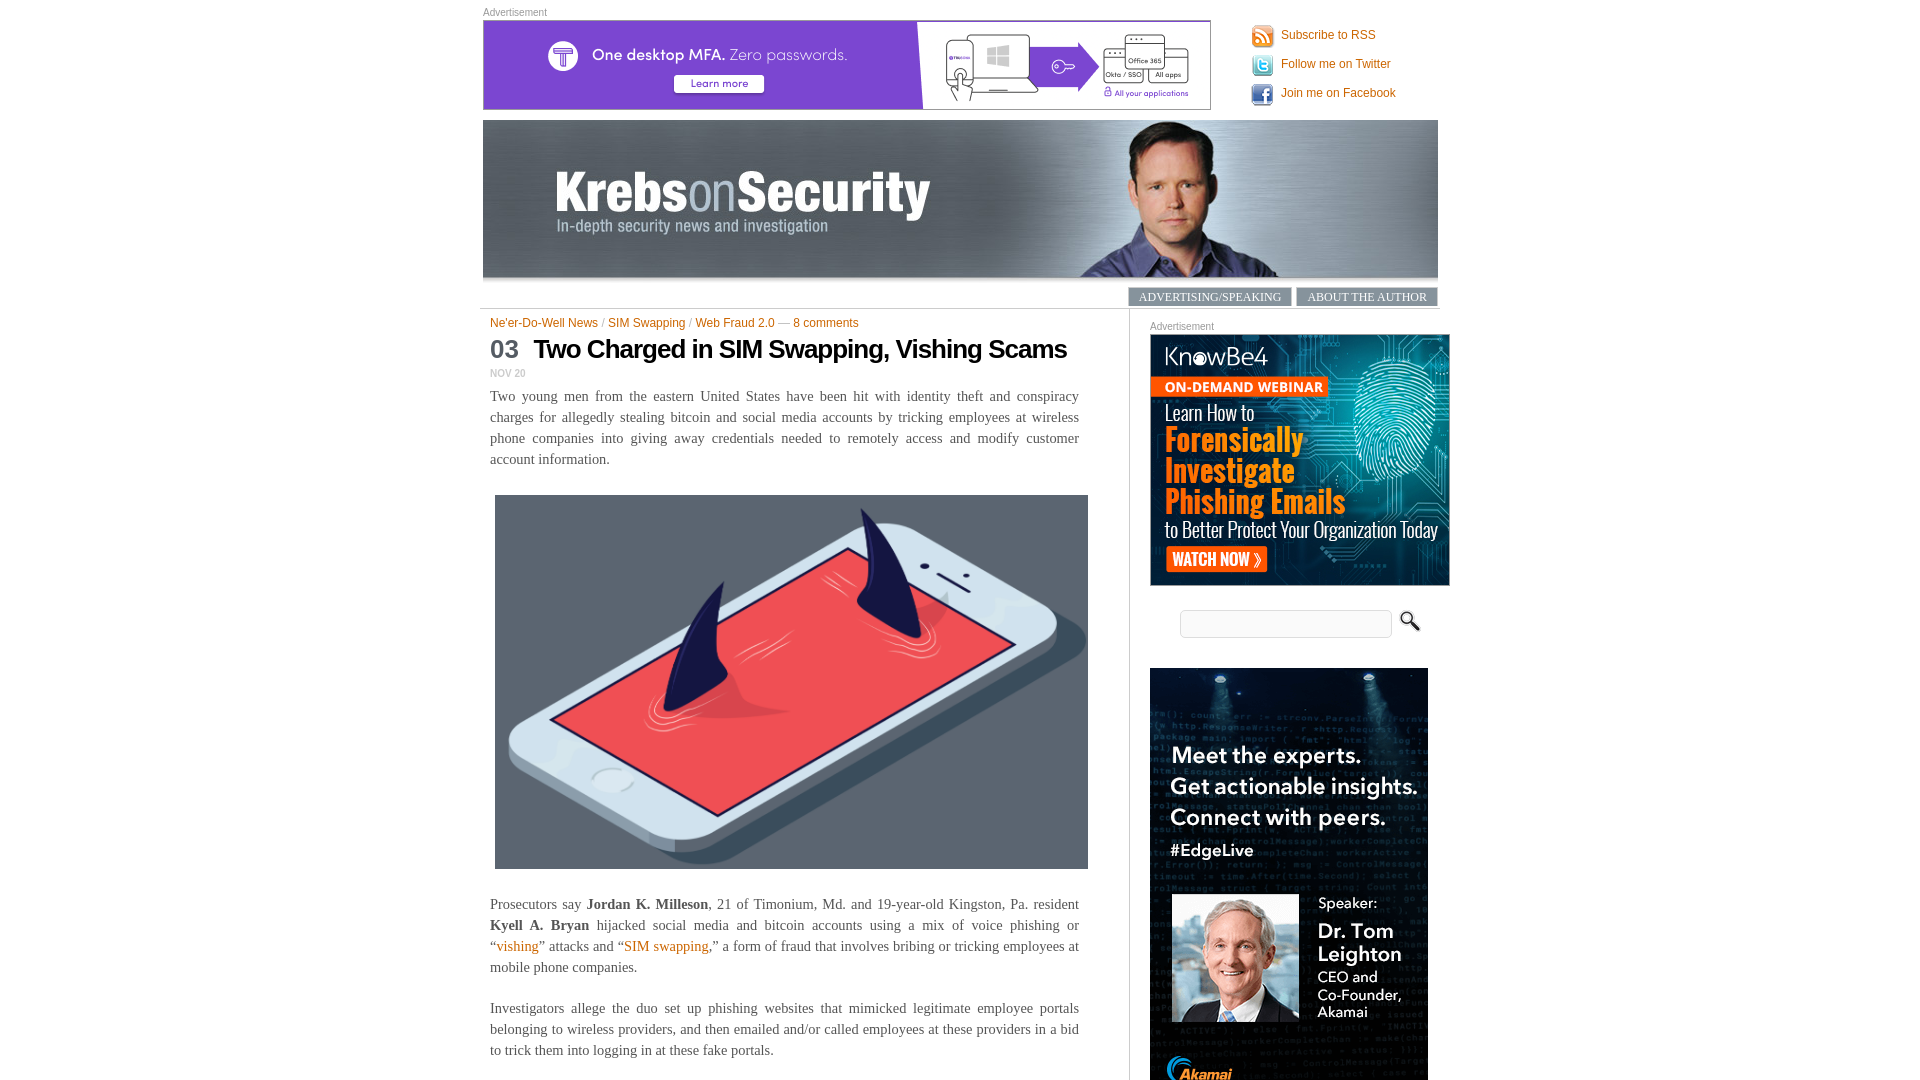 Advertisement
One desktop MFA. Zero passwords.
Learn more
Office 365
Okta / SSO
All apps
All your applications
Subscribe to RSS
Follow me on Twitter
Join me on Facebook
KrebsonSecurity
In-depth security news and investigation
ADVERTISING/SPEAKING
ABOUT THE AUTHOR
Ne'er-Do-Well News / SIM Swapping / Web Fraud 2.0 — 8 comments
03 Two Charged in SIM Swapping, Vishing Scams
NOV 20
Two young men from the eastern United States have been hit with identity theft and conspiracy
charges for allegedly stealing bitcoin and social media accounts by tricking employees at wireless
phone companies into giving away credentials needed to remotely access and modify customer
account information.
Prosecutors say Jordan K. Milleson, 21 of Timonium, Md. and 19-year-old Kingston, Pa. resident
Kyell A. Bryan hijacked social media and bitcoin accounts using a mix of voice phishing or
“vishing” attacks and “SIM swapping,” a form of fraud that involves bribing or tricking employees at
mobile phone companies.
Investigators allege the duo set up phishing websites that mimicked legitimate employee portals
belonging to wireless providers, and then emailed and/or called employees at these providers in a bid
to trick them into logging in at these fake portals.
Advertisement
KnowBe4
ON-DEMAND WEBINAR
Learn How to
Forensically
Investigate
Phishing Emails
to Better Protect Your Organization Today
WATCH NOW
Meet the experts.
Get actionable insights.
Connect with peers.
#EdgeLive
Speaker:
Dr. Tom
Leighton
CEO and
Co-Founder,
Akamai
Akamai